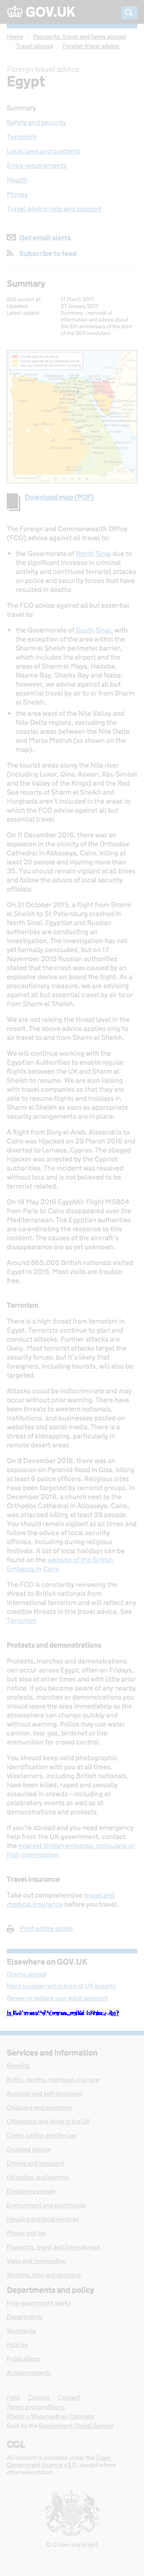 GOV.UK
Home
Passports, travel and living abroad
Travel abroad
Foreign travel advice
Foreign travel advice
Egypt
Summary
Safety and security
Terrorism
Local laws and customs
Entry requirements
Health
Money
Travel advice help and support
Get email alerts
Subscribe to feed
Summary
Still current at: 17 March 2017
Updated: 27 January 2017
Latest update: Summary – removal of
information and advice about
the 6th anniversary of the start
of the 2011 revolution
Download map (PDF)
The Foreign and Commonwealth Office
(FCO) advise against all travel to:
the Governorate of North Sinai due to
the significant increase in criminal
activity and continued terrorist attacks
on police and security forces that have
resulted in deaths
The FCO advise against all but essential
travel to:
the Governorate of South Sinai, with
the exception of the area within the
Sharm el Sheikh perimeter barrier,
which includes the airport and the
areas of Sharm el Maya, Hadaba,
Naama Bay, Sharks Bay and Nabq;
however, we advise against all but
essential travel by air to or from Sharm
el Sheikh;
the area west of the Nile Valley and
Nile Delta regions, excluding the
coastal areas between the Nile Delta
and Marsa Matruh (as shown on the
map).
The tourist areas along the Nile river
(including Luxor, Qina, Aswan, Abu Simbel
and the Valley of the Kings) and the Red
Sea resorts of Sharm el Sheikh and
Hurghada aren't included in the areas to
which the FCO advise against all but
essential travel.
On 11 December 2016, there was an
explosion in the vicinity of the Orthodox
Cathedral in Abbaseya, Cairo, killing at
least 20 people and injuring more than
35. You should remain vigilant at all times
and follow the advice of local security
officials.
On 31 October 2015, a flight from Sharm
el Sheikh to St Petersburg crashed in
North Sinai. Egyptian and Russian
authorities are conducting an
investigation. The investigation has not
yet formally concluded, but on 17
November 2015 Russian authorities
stated that the crash was caused by an
explosive device on board the flight. As a
precautionary measure, we are advising
against all but essential travel by air to or
from Sharm el Sheikh.
We are not raising the threat level in the
resort. The above advice applies only to
air travel to and from Sharm el Sheikh.
We will continue working with the
Egyptian Authorities to enable regular
flights between the UK and Sharm el
Sheikh to resume. We are also in close
contact with the airlines that hope to be
able to resume flights and holidays in
Sharm el Sheikh, once appropriate
security arrangements are in place.
A flight from Borg el-Arab, Alexandria to
Cairo was hijacked on 29 March 2016 and
diverted to Larnaca, Cyprus. The alleged
hijacker was arrested by the Cypriot
authorities. The incident was resolved
without loss and is not believed to be
terrorist related.
On 19 May 2016 EgyptAir Flight MS804
from Paris to Cairo disappeared over the
Mediterranean. The Egyptian authorities
are co-ordinating the response to this
incident. The causes of the aircraft's
disappearance are as yet unknown.
Around 865,000 British nationals visited
Egypt in 2015. Most visits are trouble-
free.
Terrorism
There is a high threat from terrorism in
Egypt. Terrorists continue to plan and
conduct attacks. Further attacks are
likely. Most terrorist attacks target the
security forces, but it's likely that
foreigners, including tourists, will also be
targeted.
Attacks could be indiscriminate and may
occur without prior warning. Threats to
western nationals, institutions, and
businesses have been posted on
websites and social media. There is a
threat of kidnapping, particularly in
remote desert areas.
On 9 December 2016, there was an
explosion on Pyramid Road in Giza, killing
at least 6 police officers. Religious sites
have been targeted by terrorist groups. In
December 2016, a church next to the
Orthodox Cathedral in Abbaseya, Cairo,
was attacked killing at least 25 people.
You should remain vigilant at all times and
follow the advice of local security
officials, including during religious
festivals. A list of local holidays can be
found on the website of the British
Embassy in Cairo.
The FCO is constantly reviewing the
threat to British nationals from
international terrorism and will reflect any
credible threats in this travel advice. See
Terrorism
Protests and demonstrations
Protests, marches and demonstrations
can occur across Egypt, often on Fridays,
but also at other times and with little prior
notice. If you become aware of any nearby
protests, marches or demonstrations
you should move away from the area as
the atmosphere could change quickly
and without warning. Police may use water
cannon, tear gas, birdshot or live
ammunition for crowd control.
You should always take great care.
Westerners, including British nationals,
have been detained, sexually and
assaulted in crowds – including at
celebratory events as well as at
demonstrations and protests.
If you're told you're deported and you need emergency
help from the UK government, contact
the nearest British embassy, consulate or
high commission.
Travel insurance
Take out comprehensive travel and
medical insurance before you travel.
Print entire guide
Elsewhere on GOV.UK
Driving abroad
Hand luggage restrictions at UK airports
Renew or replace your adult passport
Services and information
Benefits
Births, deaths, marriages and care
Business and self-employed
Childcare and parenting
Citizenship and living in the UK
Crime, justice and the law
Disabled people
Driving and transport
Education and learning
Employing people
Environment and countryside
Housing and local services
Money and tax
Passports, travel and living abroad
Visas and immigration
Working, jobs and pensions
Departments and policy
How government works
Departments
Worldwide
Policies
Publications
Announcements
Help Cookies Contact
Terms and conditions
Rhestr o Wasanaethau Cymraeg
Built by the Government Digital Service
OGL
All content is available under the Open
Government Licence v3.0, except where
otherwise stated
© Crown copyright